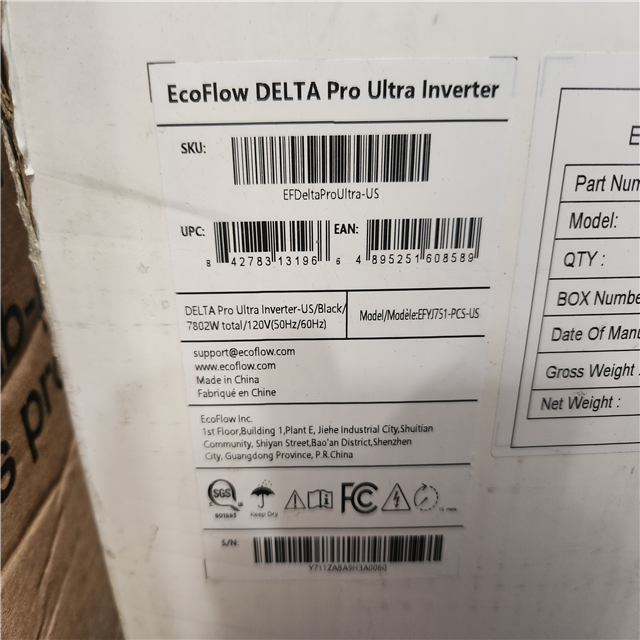 EcoFlow DELTA Pro Ultra Inverter
SKU:
EFDeltaProUltra-US
UPC:
8 42783 13196 6
EAN:
4 895251 608589
DELTA Pro Ultra Inverter-US/Black/
7802W total/120V(50Hz/60Hz)
Model/Modèle:EFYJ751-PCS-US
support@ecoflow.com
www.ecoflow.com
Made in China
Fabriqué en Chine
EcoFlow Inc.
1st Floor,Building 1,Plant E, Jiehe Industrial City,Shuitian
Community, Shiyan Street,Bao'an District,Shenzhen
City, Guangdong Province, P.R.China
SGS
Keep Dry
FC
15 min
S/N:
Y711ZABA9H3A0060
E
Part Num
Model:
QTY :
BOX Numbe
Date Of Manu
Gross Weight :
Net Weight :